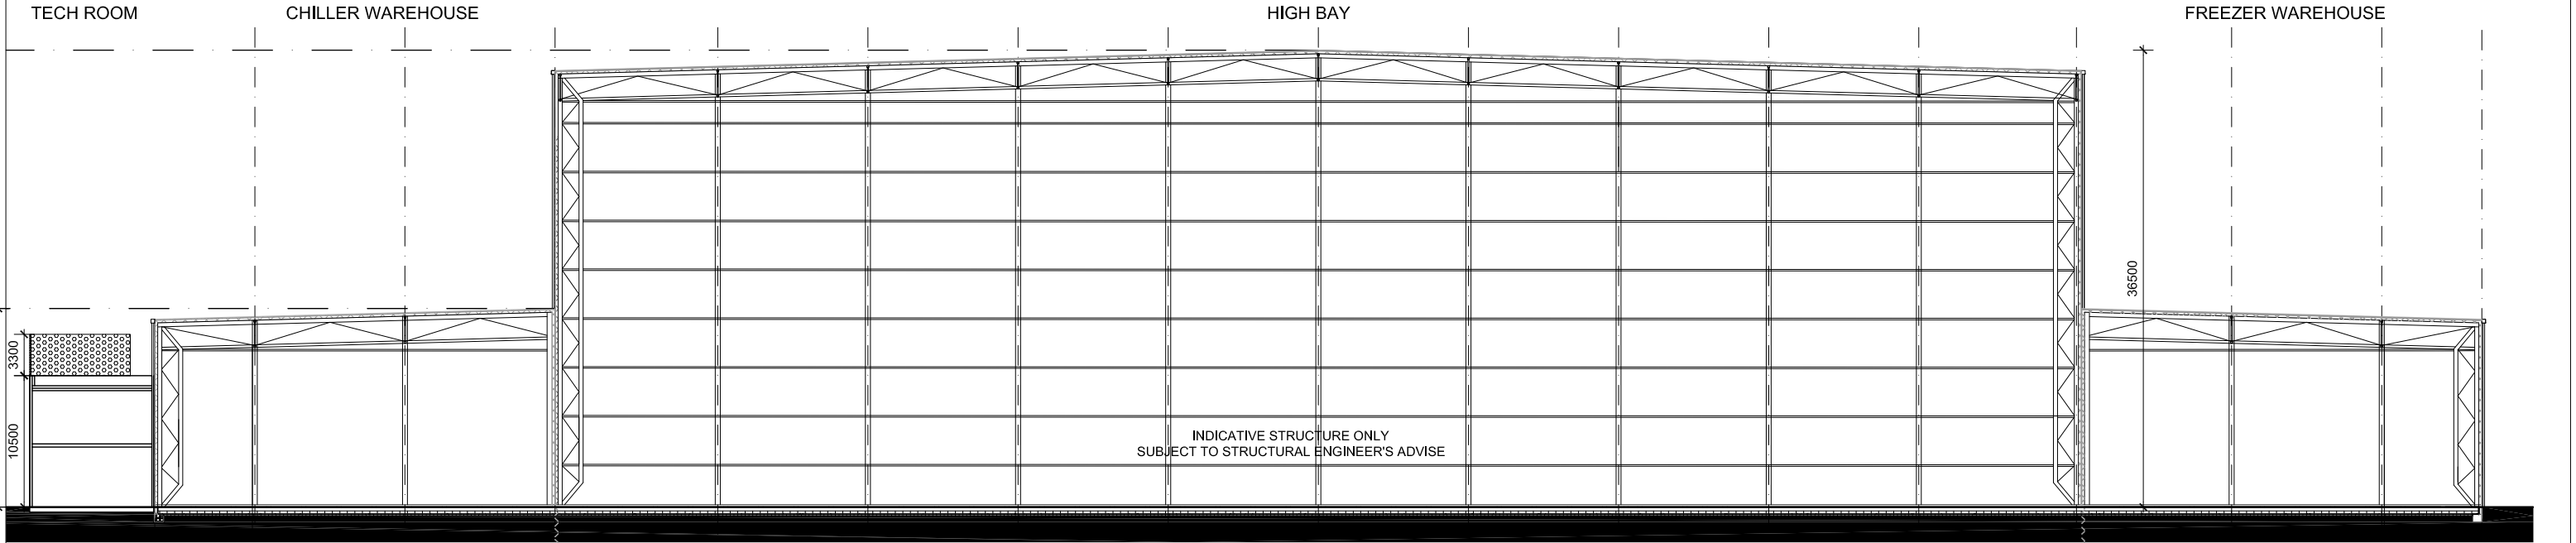 TECH ROOM
CHILLER WAREHOUSE
HIGH BAY
FREEZER WAREHOUSE
36500
3300
10500
INDICATIVE STRUCTURE ONLY
SUBJECT TO STRUCTURAL ENGINEER'S ADVISE